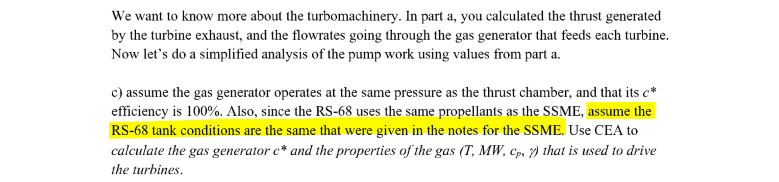 We want to know more about the turbomachinery. In part a, you calculated the thrust generated
by the turbine exhaust, and the flowrates going through the gas generator that feeds each turbine.
Now let's do a simplified analysis of the pump work using values from part a.
c) assume the gas generator operates at the same pressure as the thrust chamber, and that its c*
efficiency is 100%. Also, since the RS-68 uses the same propellants as the SSME, assume the
RS-68 tank conditions are the same that were given in the notes for the SSME. Use CEA to
calculate the gas generator c* and the properties of the gas (T, MW, cₚ, γ) that is used to drive
the turbines.